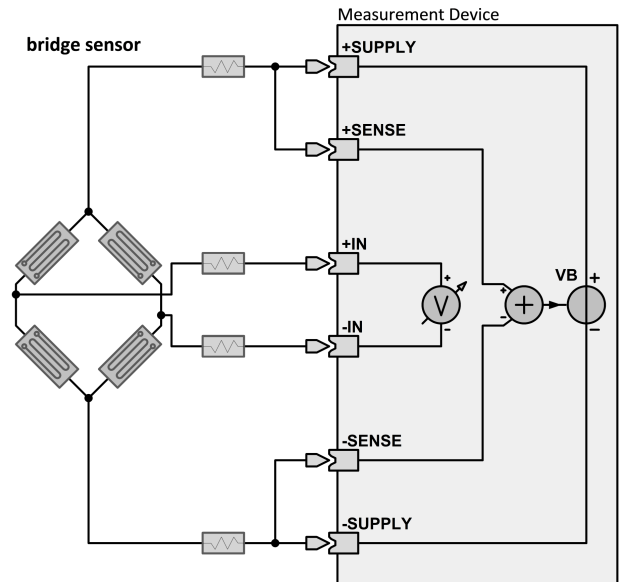 Measurement Device
bridge sensor
+SUPPLY
+SENSE
+IN
VB
+
+
+
V
+
-
-
-
-IN
-SENSE
-SUPPLY